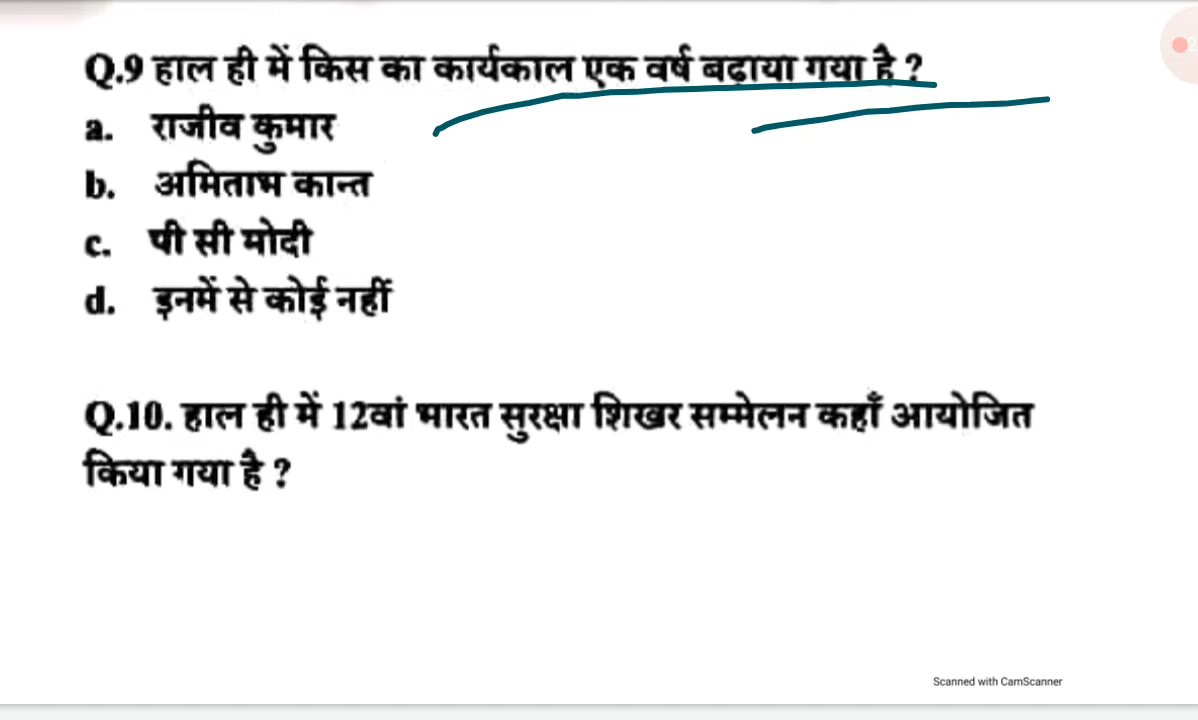 Q.9 हाल ही में किस का कार्यकाल एक वर्ष बढ़ाया गया है ?
a. राजीव कुमार
b. अमिताभ कान्त
c. पी सी मोदी
d. इनमें से कोई नहीं
Q.10. हाल ही में 12वां भारत सुरक्षा शिखर सम्मेलन कहाँ आयोजित
किया गया है ?
Scanned with CamScanner